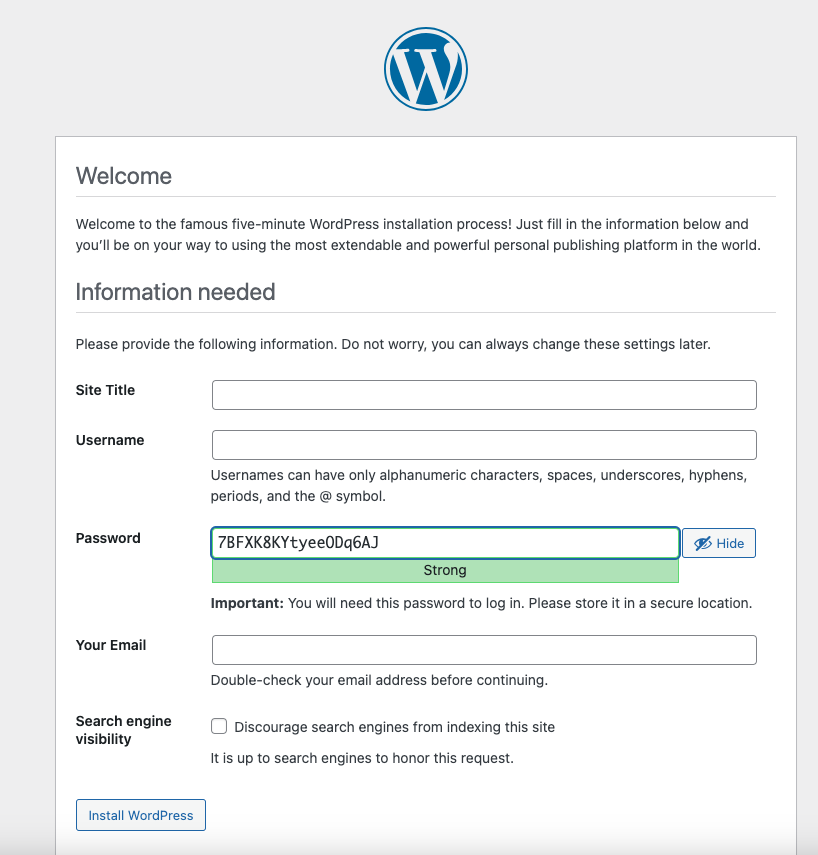 Welcome
Welcome to the famous five-minute WordPress installation process! Just fill in the information below and
you’ll be on your way to using the most extendable and powerful personal publishing platform in the world.
Information needed
Please provide the following information. Do not worry, you can always change these settings later.
Site Title
Username
Usernames can have only alphanumeric characters, spaces, underscores, hyphens,
periods, and the @ symbol.
Password
7BFXK8KYtyeeODq6AJ
Hide
Strong
Important: You will need this password to log in. Please store it in a secure location.
Your Email
Double-check your email address before continuing.
Search engine
visibility
Discourage search engines from indexing this site
It is up to search engines to honor this request.
Install WordPress